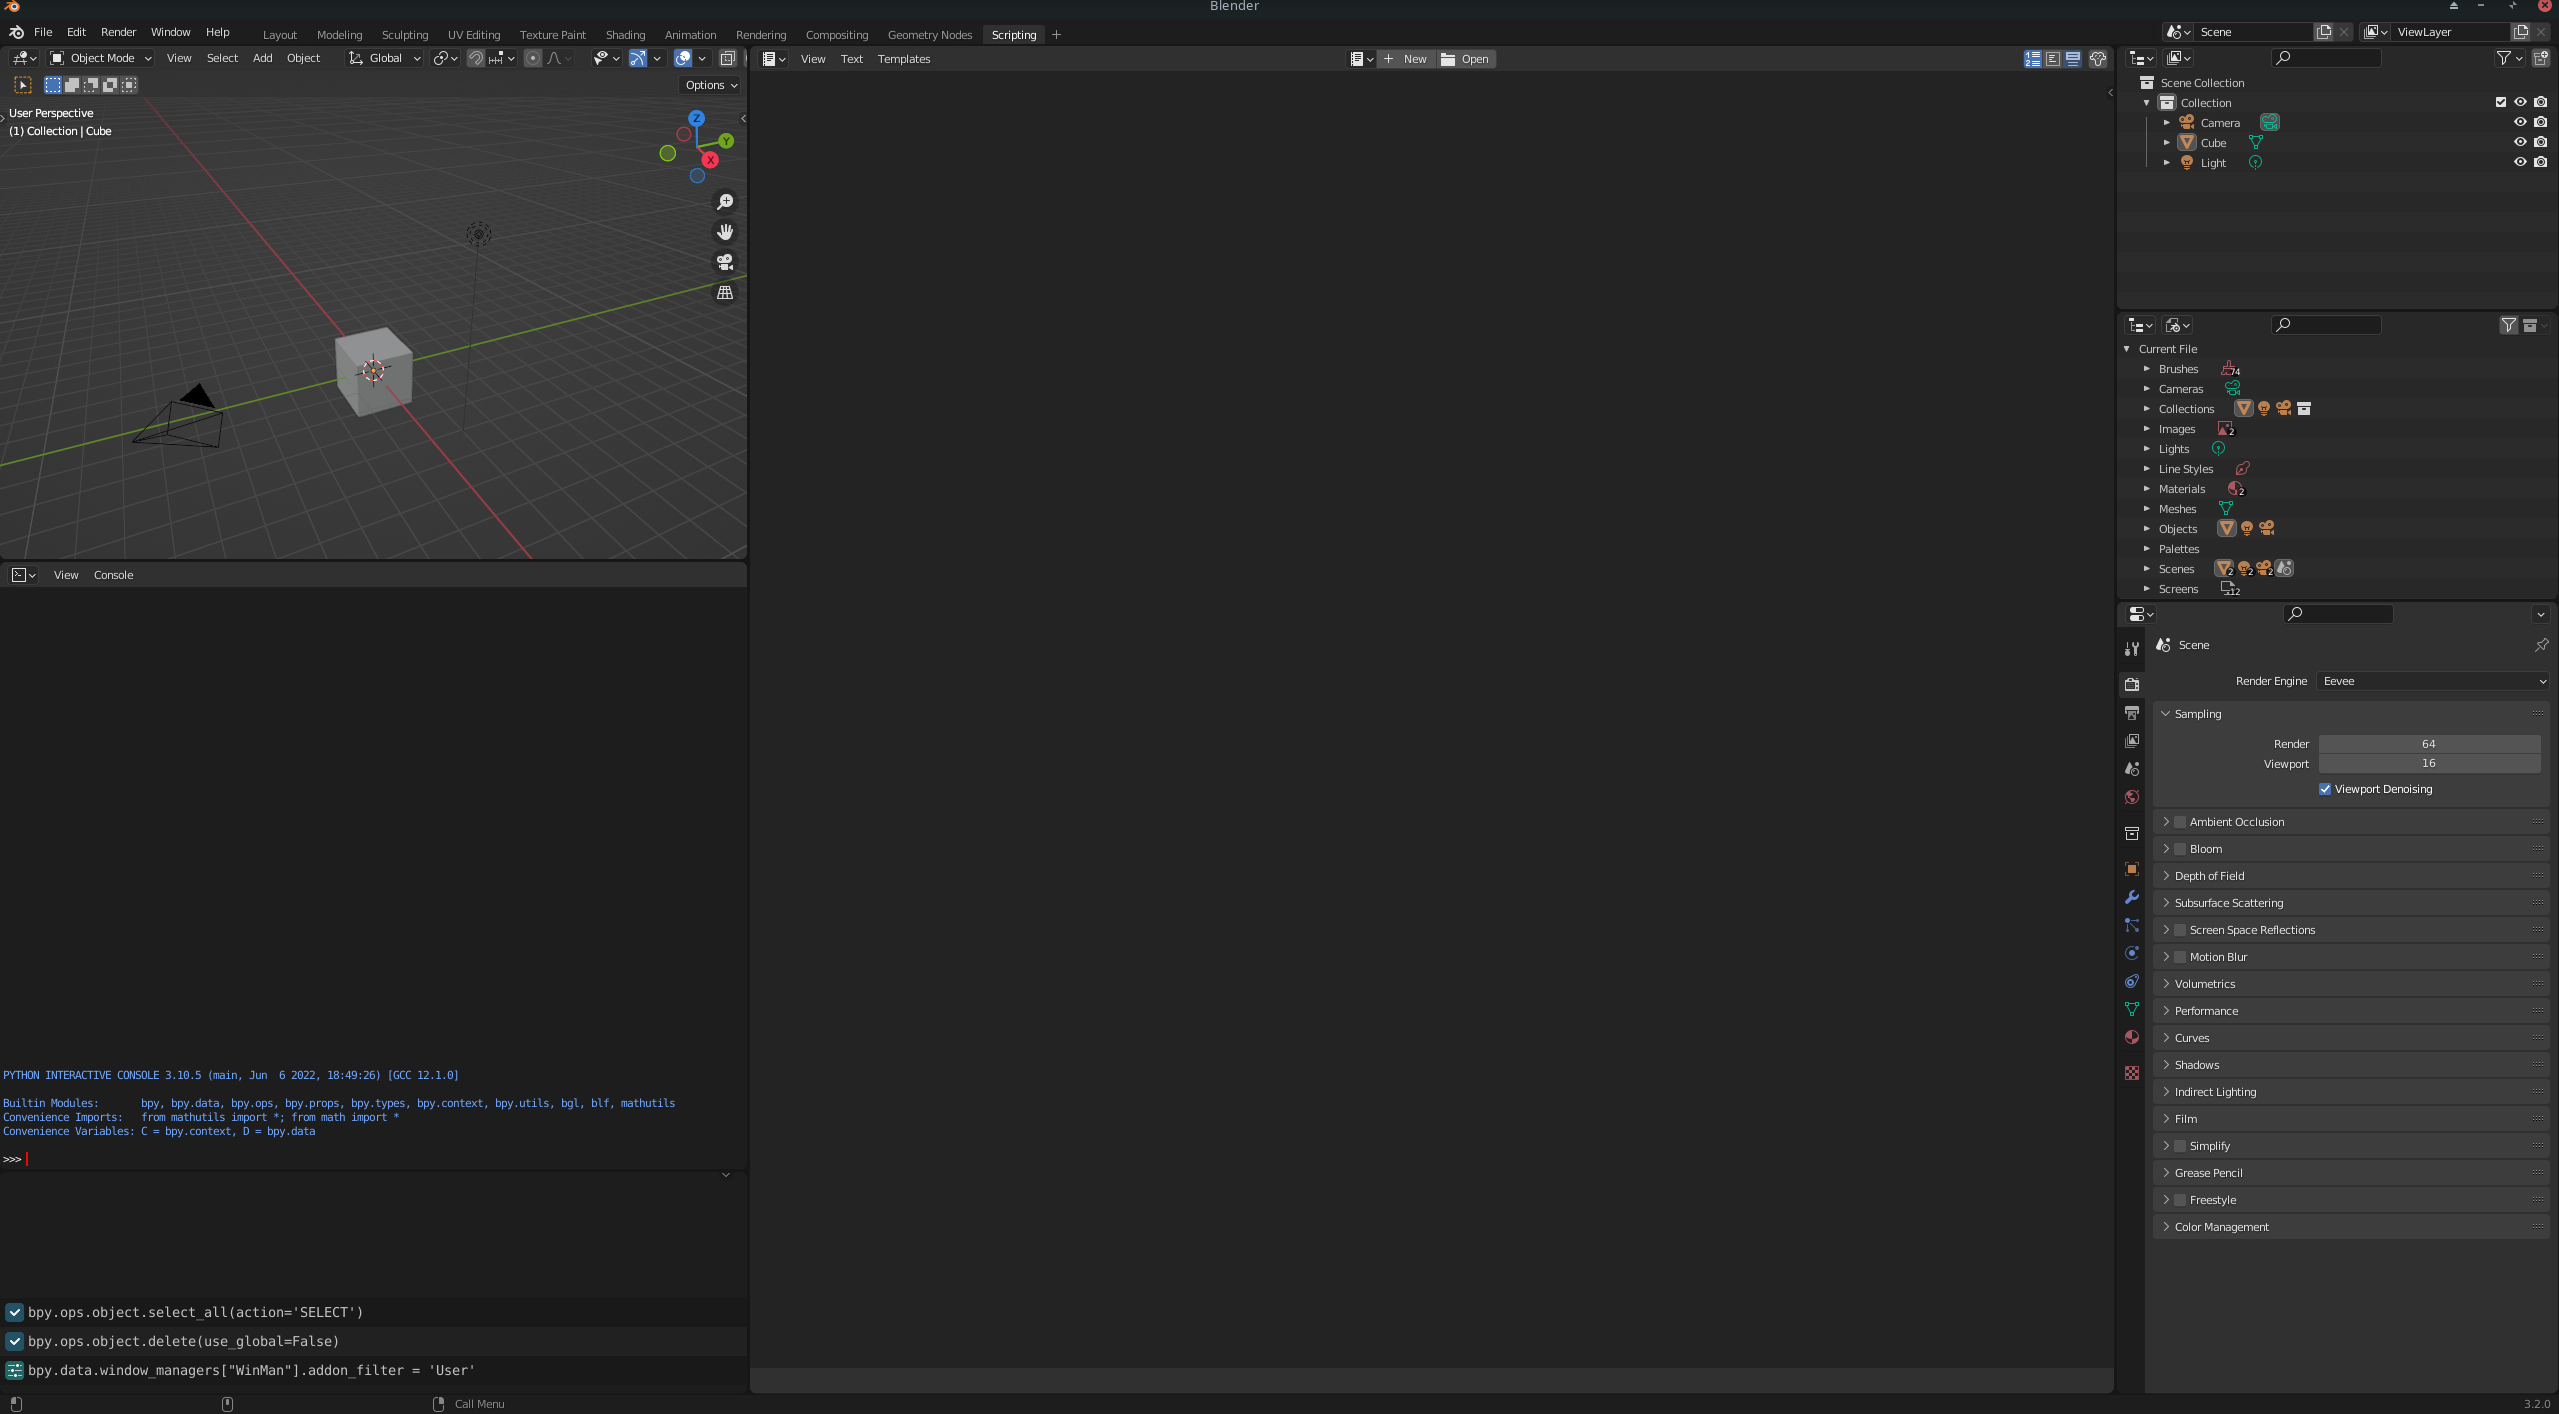 Blender
File Edit Render Window Help Layout Modeling Sculpting UV Editing Texture Paint Shading Animation Rendering Compositing Geometry Nodes Scripting Scene ViewLayer
Object Mode View Select Add Object Global
Options
User Perspective
(1) Collection | Cube
Z
Y
X
View Text Templates New Open
Scene Collection
Collection
Camera
Cube
Light
Current File
Brushes 74
Cameras
Collections
Images 2
Lights
Line Styles
Materials 2
Meshes
Objects
Palettes
Scenes 2 2 2
Screens 12
View Console
PYTHON INTERACTIVE CONSOLE 3.10.5 (main, Jun  6 2022, 18:49:26) [GCC 12.1.0]
Builtin Modules:       bpy, bpy.data, bpy.ops, bpy.props, bpy.types, bpy.context, bpy.utils, bgl, blf, mathutils
Convenience Imports:   from mathutils import *; from math import *
Convenience Variables: C = bpy.context, D = bpy.data
>>>
bpy.ops.object.select_all(action='SELECT')
bpy.ops.object.delete(use_global=False)
bpy.data.window_managers["WinMan"].addon_filter = 'User'
Scene
Render Engine Eevee
Sampling
Render 64
Viewport 16
Viewport Denoising
Ambient Occlusion
Bloom
Depth of Field
Subsurface Scattering
Screen Space Reflections
Motion Blur
Volumetrics
Performance
Curves
Shadows
Indirect Lighting
Film
Simplify
Grease Pencil
Freestyle
Color Management
Call Menu
3.2.0